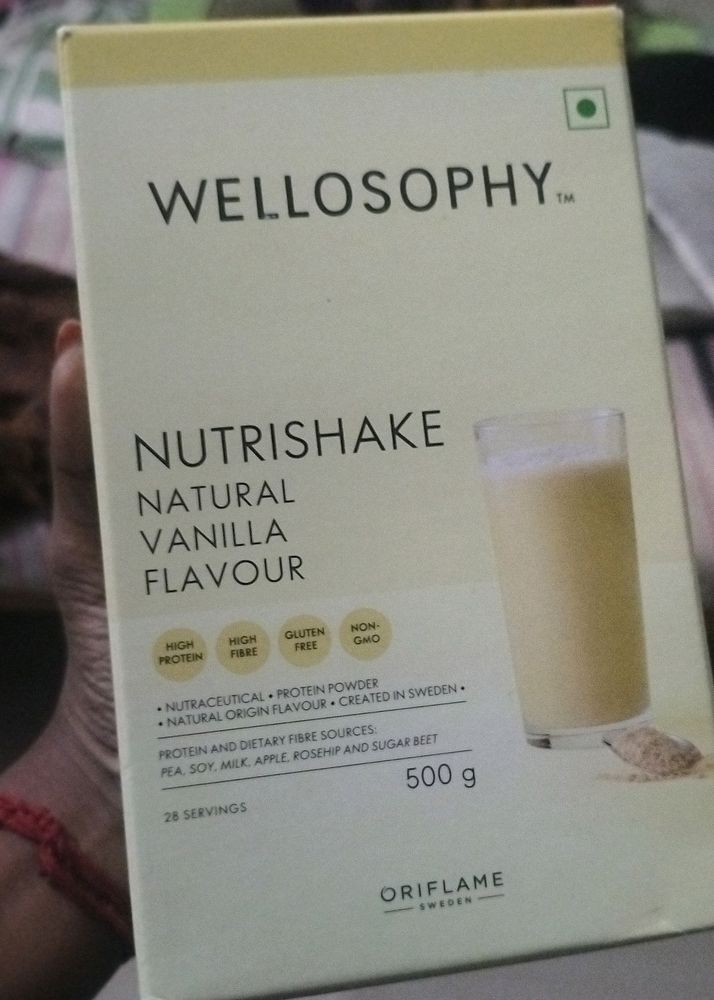 WELLOSOPHY™
NUTRISHAKE
NATURAL
VANILLA
FLAVOUR
HIGH
PROTEIN
HIGH
FIBRE
GLUTEN
FREE
NON-
GMO
• NUTRACEUTICAL • PROTEIN POWDER
• NATURAL ORIGIN FLAVOUR • CREATED IN SWEDEN •
PROTEIN AND DIETARY FIBRE SOURCES:
PEA, SOY, MILK, APPLE, ROSEHIP AND SUGAR BEET
500 g
28 SERVINGS
ORIFLAME
SWEDEN